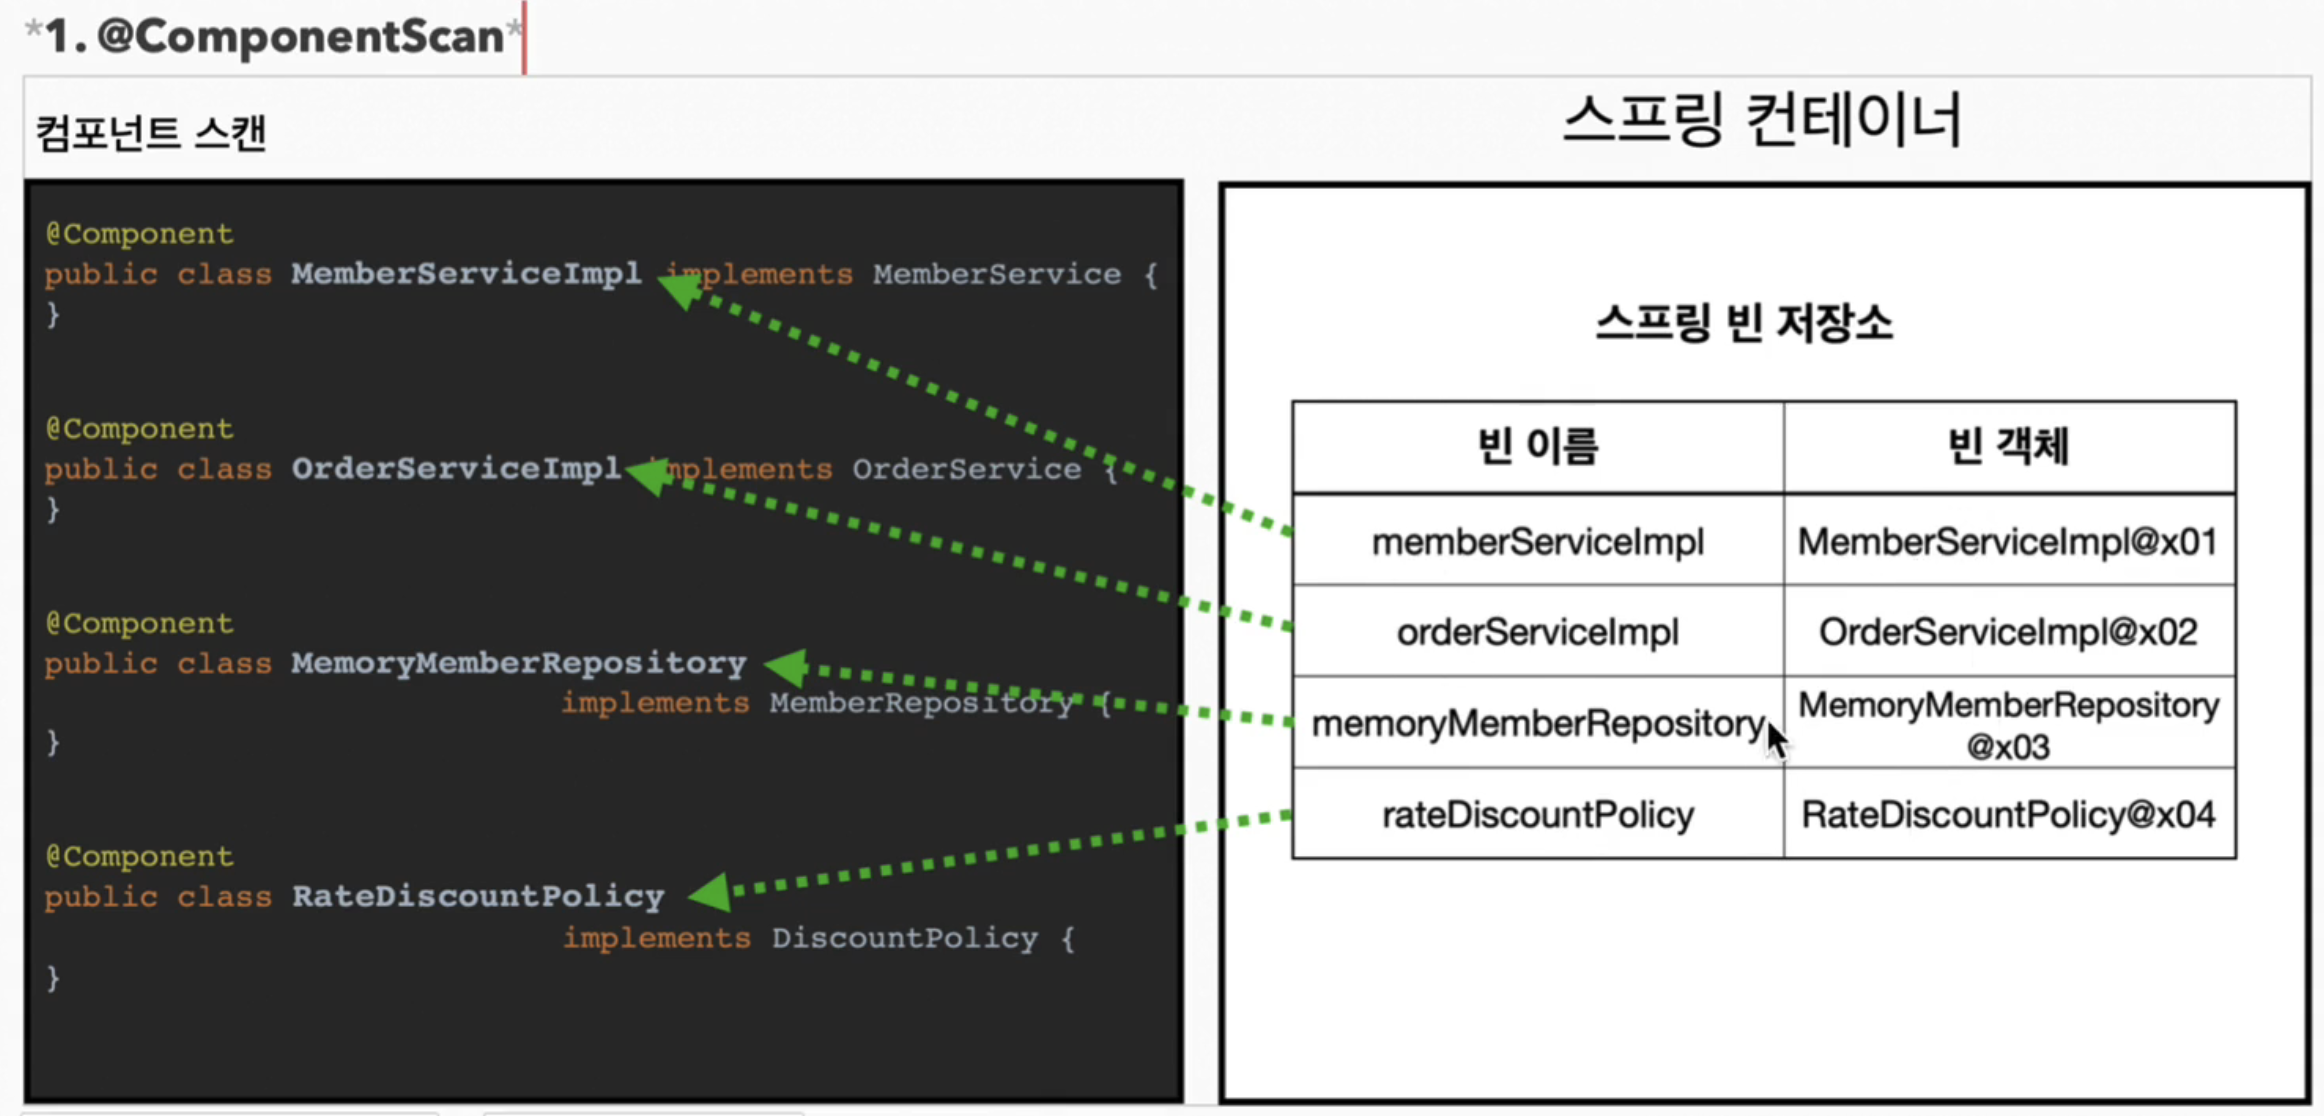 *1. @ComponentScan*
컴포넌트 스캔
스프링 컨테이너
@Component
public class MemberServiceImpl implements MemberService {
}
@Component
public class OrderServiceImpl implements OrderService {
}
@Component
public class MemoryMemberRepository
implements MemberRepository {
}
@Component
public class RateDiscountPolicy
implements DiscountPolicy {
}
스프링 빈 저장소
빈 이름
빈 객체
memberServiceImpl
MemberServiceImpl@x01
orderServiceImpl
OrderServiceImpl@x02
memoryMemberRepository
MemoryMemberRepository
@x03
rateDiscountPolicy
RateDiscountPolicy@x04